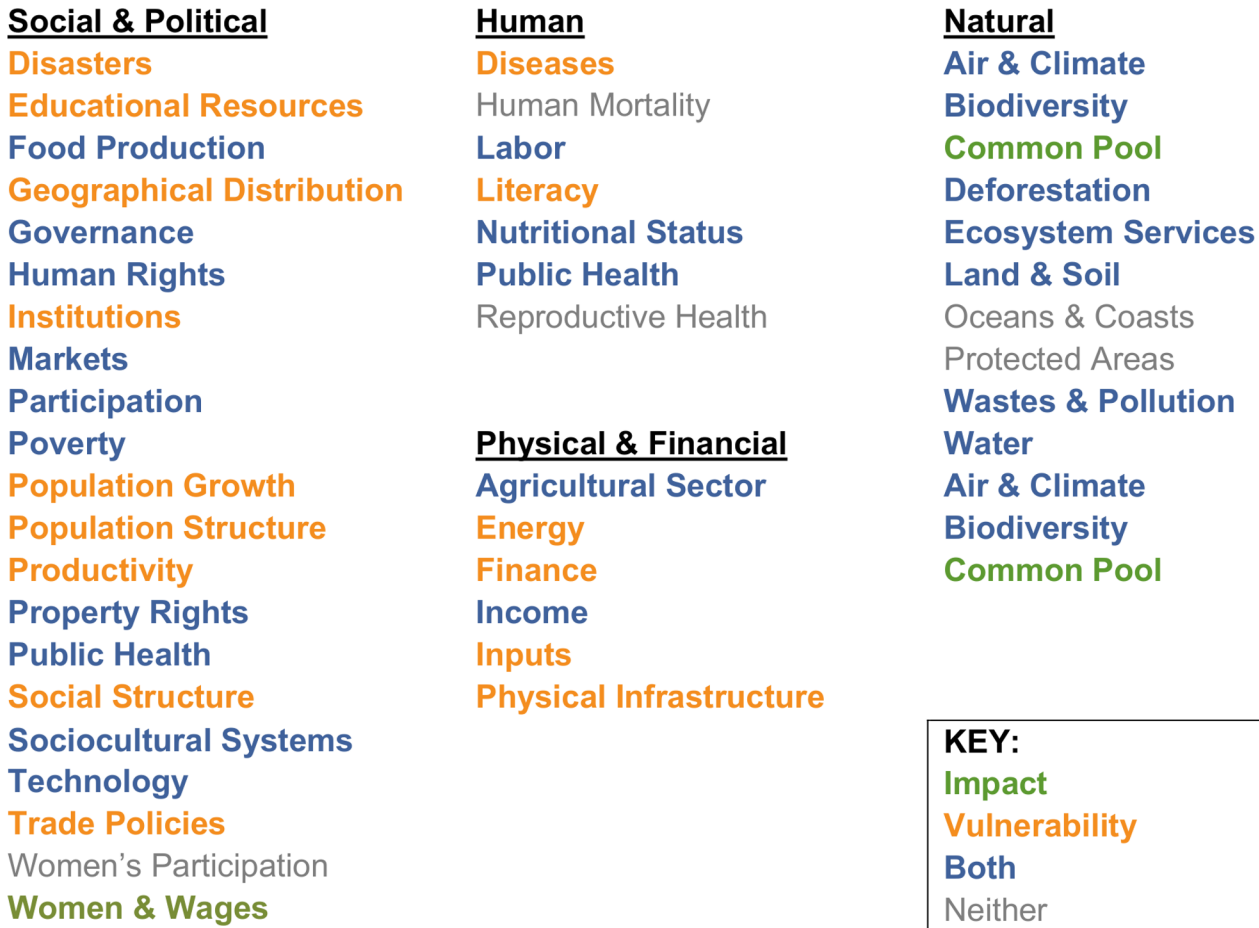 Social & Political
Disasters
Educational Resources
Food Production
Geographical Distribution
Governance
Human Rights
Institutions
Markets
Participation
Poverty
Population Growth
Population Structure
Productivity
Property Rights
Public Health
Social Structure
Sociocultural Systems
Technology
Trade Policies
Women’s Participation
Women & Wages
Human
Diseases
Human Mortality
Labor
Literacy
Nutritional Status
Public Health
Reproductive Health
Physical & Financial
Agricultural Sector
Energy
Finance
Income
Inputs
Physical Infrastructure
Natural
Air & Climate
Biodiversity
Common Pool
Deforestation
Ecosystem Services
Land & Soil
Oceans & Coasts
Protected Areas
Wastes & Pollution
Water
Air & Climate
Biodiversity
Common Pool
KEY:
Impact
Vulnerability
Both
Neither